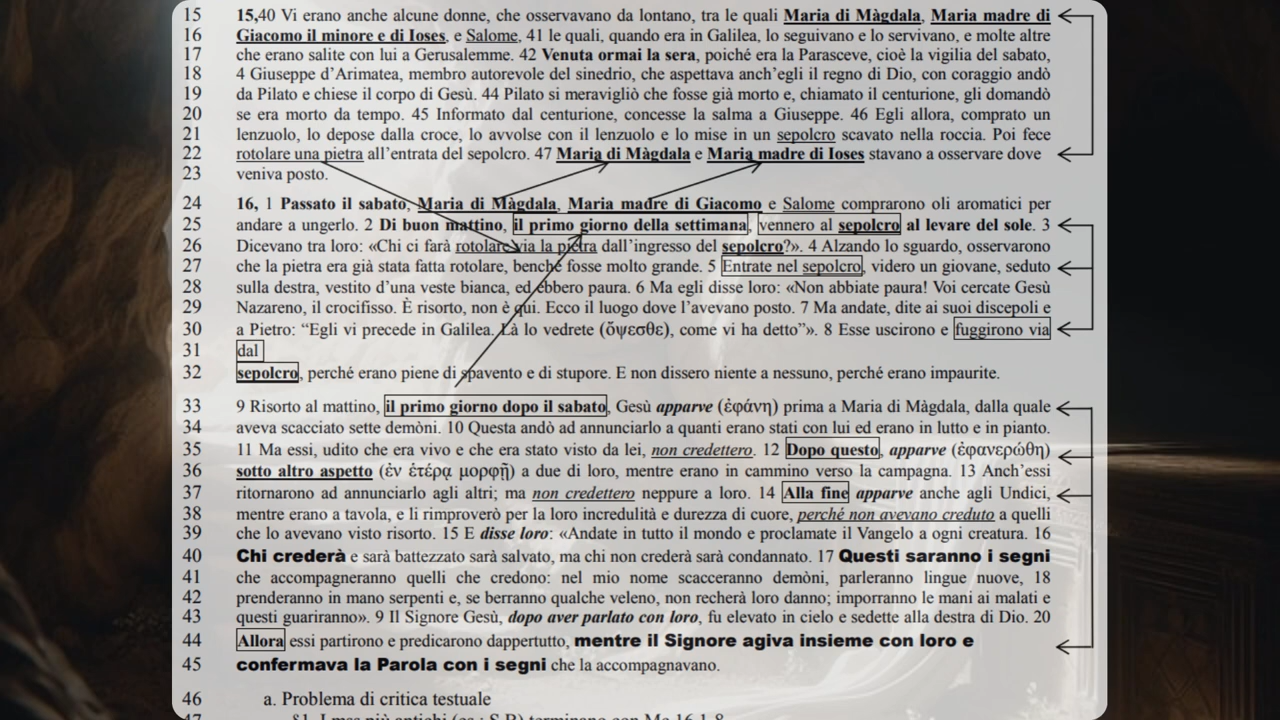 15 15,40 Vi erano anche alcune donne, che osservavano da lontano, tra le quali Maria di Màgdala, Maria madre di
16 Giacomo il minore e di Ioses, e Salome, 41 le quali, quando era in Galilea, lo seguivano e lo servivano, e molte altre
17 che erano salite con lui a Gerusalemme. 42 Venuta ormai la sera, poiché era la Parasceve, cioè la vigilia del sabato,
18 4 Giuseppe d’Arimatea, membro autorevole del sinedrio, che aspettava anch’egli il regno di Dio, con coraggio andò
19 da Pilato e chiese il corpo di Gesù. 44 Pilato si meravigliò che fosse già morto e, chiamato il centurione, gli domandò
20 se era morto da tempo. 45 Informato dal centurione, concesse la salma a Giuseppe. 46 Egli allora, comprato un
21 lenzuolo, lo depose dalla croce, lo avvolse con il lenzuolo e lo mise in un sepolcro scavato nella roccia. Poi fece
22 rotolare una pietra all’entrata del sepolcro. 47 Maria di Màgdala e Maria madre di Ioses stavano a osservare dove
23 veniva posto.
24 16, 1 Passato il sabato, Maria di Màgdala, Maria madre di Giacomo e Salome comprarono oli aromatici per
25 andare a ungerlo. 2 Di buon mattino, il primo giorno della settimana, vennero al sepolcro al levare del sole. 3
26 Dicevano tra loro: «Chi ci farà rotolare via la pietra dall’ingresso del sepolcro?». 4 Alzando lo sguardo, osservarono
27 che la pietra era già stata fatta rotolare, benché fosse molto grande. 5 Entrate nel sepolcro, videro un giovane, seduto
28 sulla destra, vestito d’una veste bianca, ed ebbero paura. 6 Ma egli disse loro: «Non abbiate paura! Voi cercate Gesù
29 Nazareno, il crocifisso. È risorto, non è qui. Ecco il luogo dove l’avevano posto. 7 Ma andate, dite ai suoi discepoli e
30 a Pietro: “Egli vi precede in Galilea. Là lo vedrete (ὄψεσθε), come vi ha detto”». 8 Esse uscirono e fuggirono via
31 dal
32 sepolcro, perché erano piene di spavento e di stupore. E non dissero niente a nessuno, perché erano impaurite.
33 9 Risorto al mattino, il primo giorno dopo il sabato, Gesù apparve (ἐφάνη) prima a Maria di Màgdala, dalla quale
34 aveva scacciato sette demòni. 10 Questa andò ad annunciarlo a quanti erano stati con lui ed erano in lutto e in pianto.
35 11 Ma essi, udito che era vivo e che era stato visto da lei, non credettero. 12 Dopo questo, apparve (ἐφανερώθη)
36 sotto altro aspetto (ἐν ἑτέρᾳ μορφῇ) a due di loro, mentre erano in cammino verso la campagna. 13 Anch’essi
37 ritornarono ad annunciarlo agli altri; ma non credettero neppure a loro. 14 Alla fine apparve anche agli Undici,
38 mentre erano a tavola, e li rimproverò per la loro incredulità e durezza di cuore, perché non avevano creduto a quelli
39 che lo avevano visto risorto. 15 E disse loro: «Andate in tutto il mondo e proclamate il Vangelo a ogni creatura. 16
40 Chi crederà e sarà battezzato sarà salvato, ma chi non crederà sarà condannato. 17 Questi saranno i segni
41 che accompagneranno quelli che credono: nel mio nome scacceranno demòni, parleranno lingue nuove, 18
42 prenderanno in mano serpenti e, se berranno qualche veleno, non recherà loro danno; imporranno le mani ai malati e
43 questi guariranno». 9 Il Signore Gesù, dopo aver parlato con loro, fu elevato in cielo e sedette alla destra di Dio. 20
44 Allora essi partirono e predicarono dappertutto, mentre il Signore agiva insieme con loro e
45 confermava la Parola con i segni che la accompagnavano.
46 a. Problema di critica testuale
47 §1. I mss più antichi (es.: S B) terminano con Mc 16,1-8